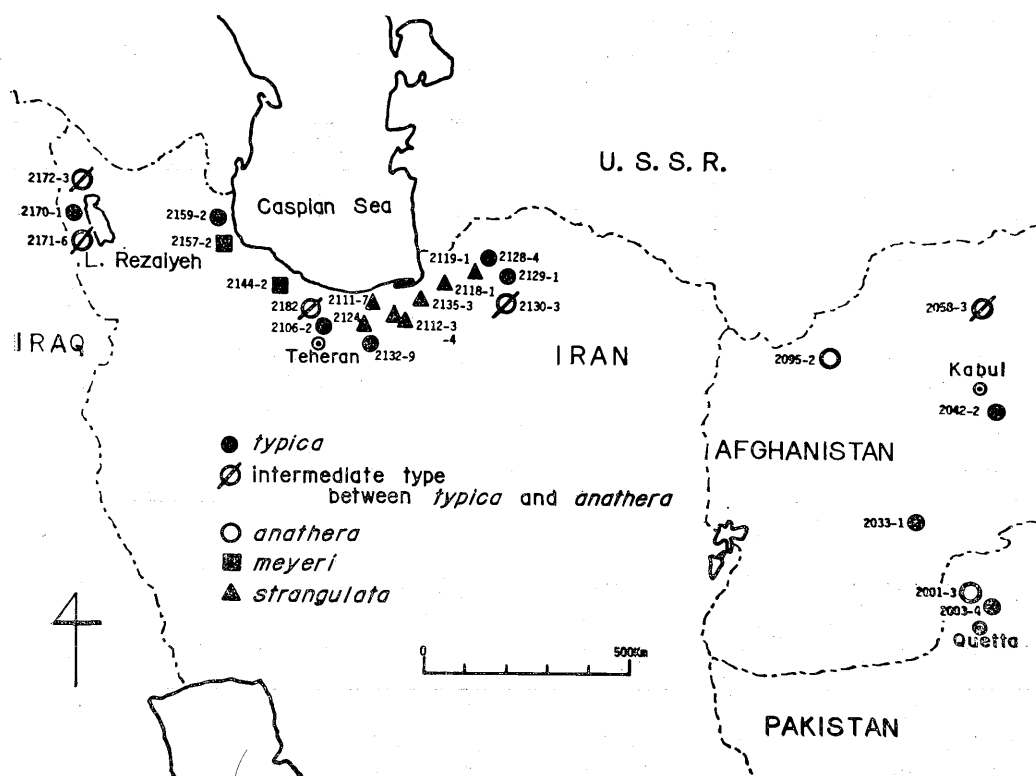 U. S. S. R.
2172-3
2170-1
2159-2
Caspian Sea
2171-6
2157-2
L. Rezaiyeh
2119-1
2128-4
2129-1
2144-2
2118-1
2111-7
2135-3
2130-3
2182
2124
2058-3
2106-2
2112-3
-4
IRAQ
Teheran
2132-9
IRAN
2095-2
Kabul
2042-2
typica
intermediate type
between typica and anathera
AFGHANISTAN
anathera
2033-1
meyeri
strangulata
2001-3
2003-4
Quetta
0
500Km
PAKISTAN